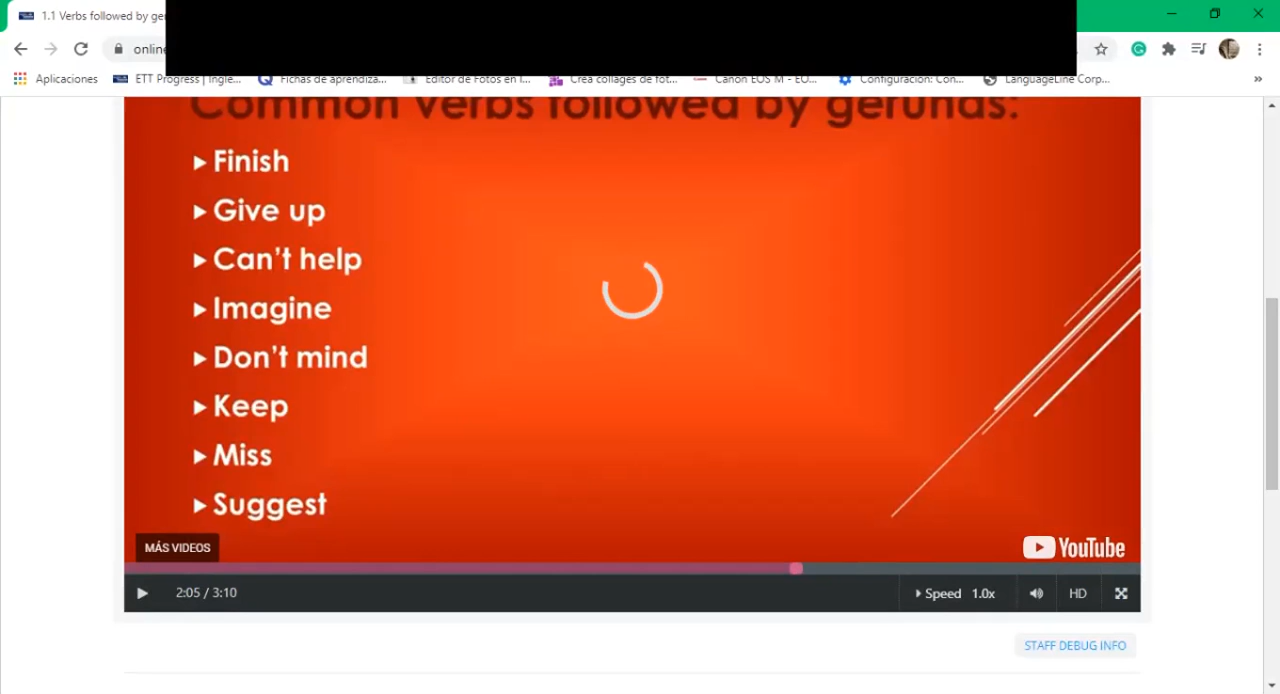 1.1 Verbs followed by ger
online
Aplicaciones ETT Progress | Ingle... Fichas de aprendiza... Editor de Fotos en l... Crea collages de fot... Canon EOS M - EO... Configuración: Con... LanguageLine Corp... »
Common verbs followed by gerunds:
Finish
Give up
Can't help
Imagine
Don't mind
Keep
Miss
Suggest
MÁS VIDEOS
YouTube
2:05 / 3:10 Speed 1.0x HD
STAFF DEBUG INFO